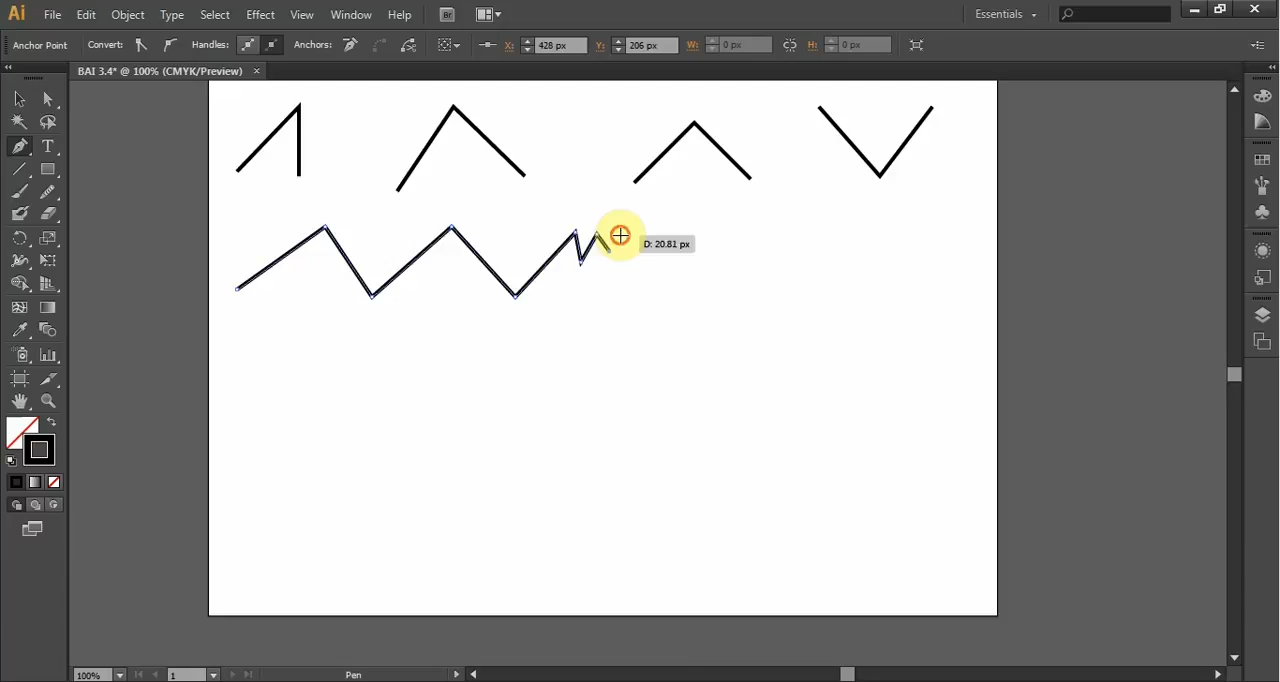 Ai File Edit Object Type Select Effect View Window Help Br Essentials
Anchor Point Convert: Handles: Anchors: X: 428 px Y: 206 px W: 0 px H: 0 px
BAI 3.4* @ 100% (CMYK/Preview) ×
T
D: 20.81 px
100% 1 Pen